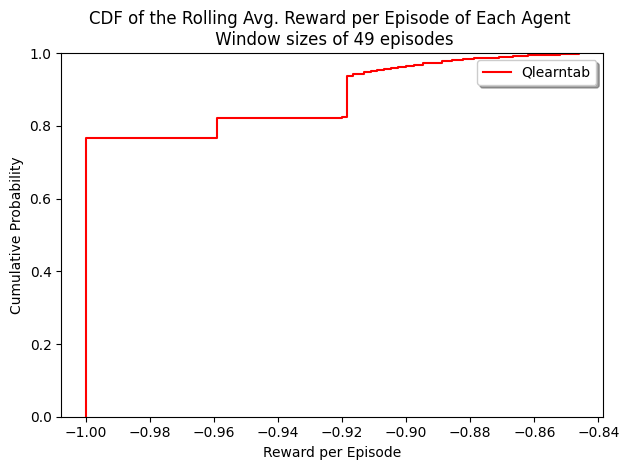 CDF of the Rolling Avg. Reward per Episode of Each Agent
Window sizes of 49 episodes
Qlearntab
Cumulative Probability
1.0
0.8
0.6
0.4
0.2
0.0
−1.00 −0.98 −0.96 −0.94 −0.92 −0.90 −0.88 −0.86 −0.84
Reward per Episode